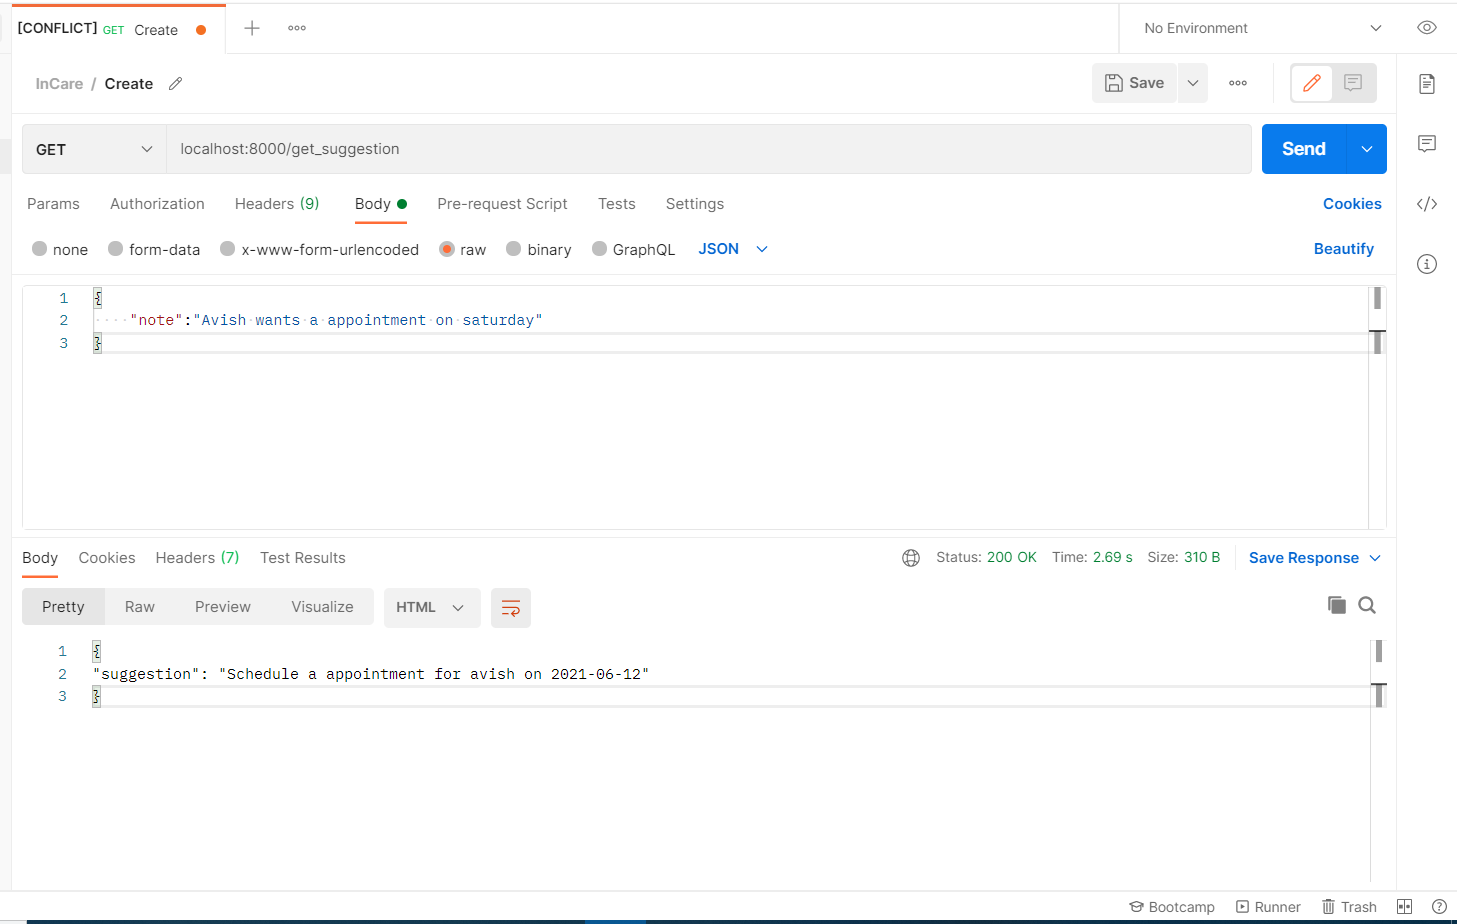 [CONFLICT] GET Create
No Environment
InCare / Create
Save
GET
localhost:8000/get_suggestion
Send
Params Authorization Headers (9) Body Pre-request Script Tests Settings Cookies
none form-data x-www-form-urlencoded raw binary GraphQL JSON Beautify
1 {
2 "note":"Avish wants a appointment on saturday"
3 }
Body Cookies Headers (7) Test Results Status: 200 OK Time: 2.69 s Size: 310 B Save Response
Pretty Raw Preview Visualize HTML
1 {
2 "suggestion": "Schedule a appointment for avish on 2021-06-12"
3 }
Bootcamp Runner Trash